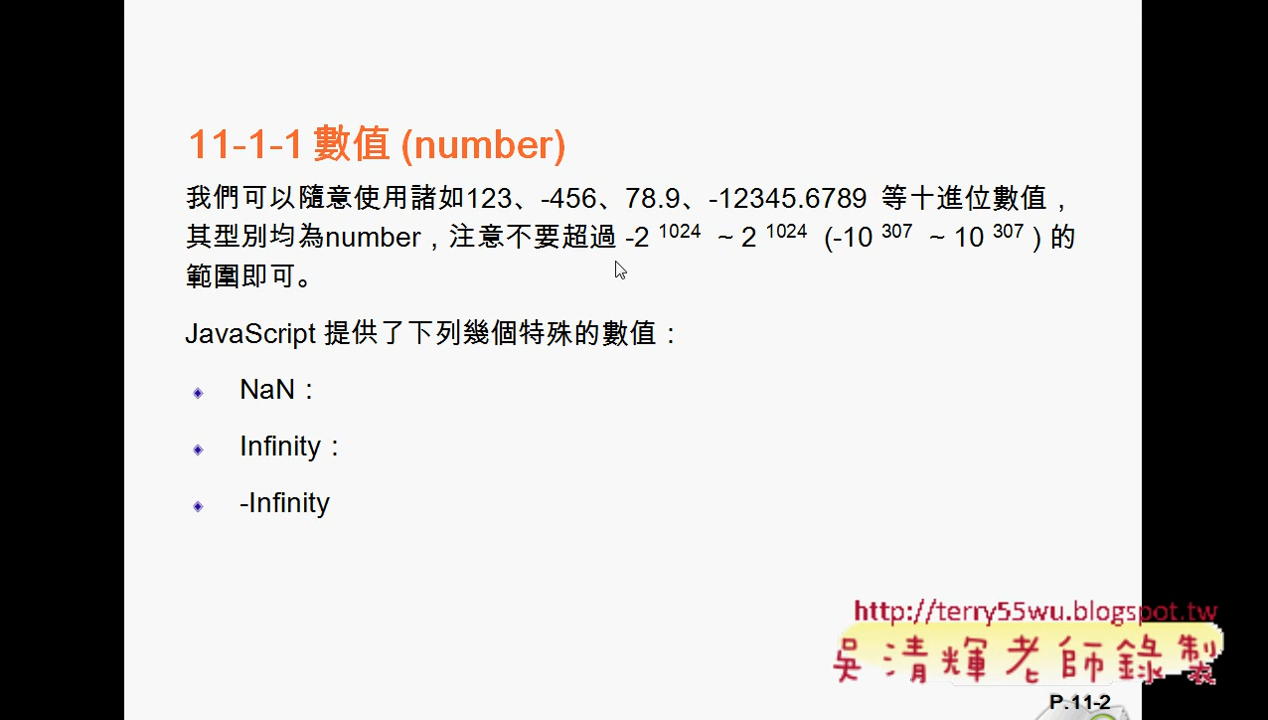 11-1-1 數值 (number)
我們可以隨意使用諸如123、-456、78.9、-12345.6789 等十進位數值，
其型別均為number，注意不要超過 -2 1024 ~ 2 1024 (-10 307 ~ 10 307 ) 的
範圍即可。
JavaScript 提供了下列幾個特殊的數值：
NaN：
Infinity：
-Infinity
http://terry55wu.blogspot.tw
吳清輝老師錄製
P.11-2